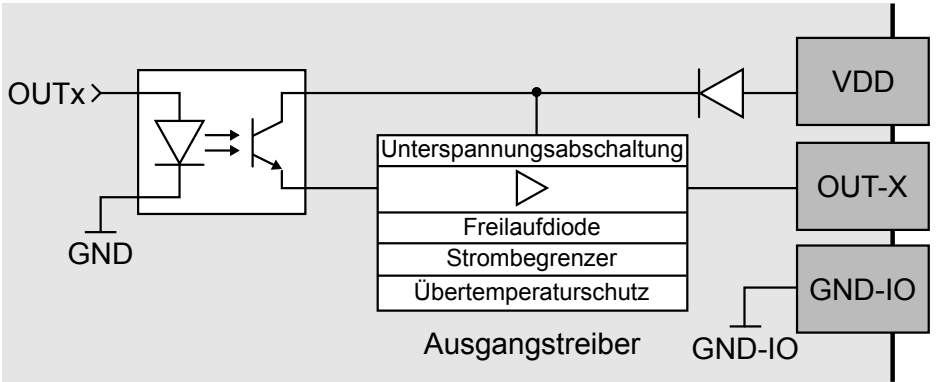 OUTx
VDD
Unterspannungsabschaltung
OUT-X
Freilaufdiode
GND
Strombegrenzer
Übertemperaturschutz
GND-IO
Ausgangstreiber
GND-IO